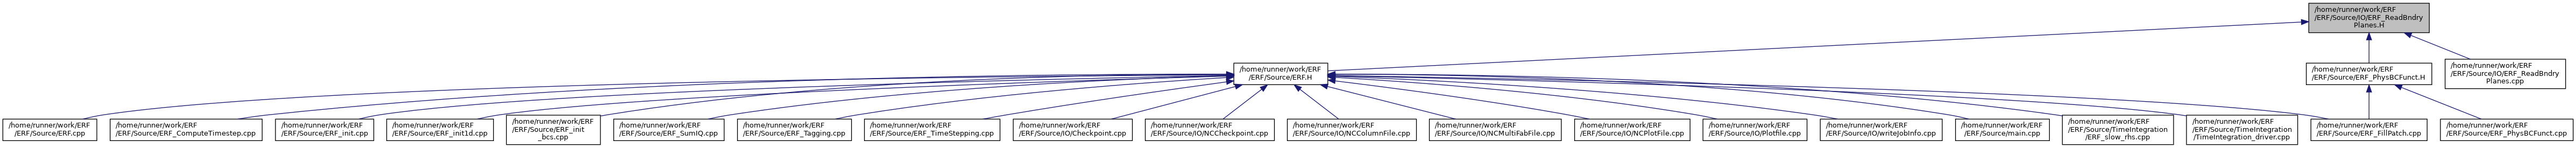 /home/runner/work/ERF
/ERF/Source/IO/ERF_ReadBndry
Planes.H
/home/runner/work/ERF
/ERF/Source/ERF.H
/home/runner/work/ERF
/ERF/Source/ERF_PhysBCFunct.H
/home/runner/work/ERF
/ERF/Source/IO/ERF_ReadBndry
Planes.cpp
/home/runner/work/ERF
/ERF/Source/ERF.cpp
/home/runner/work/ERF
/ERF/Source/ERF_ComputeTimestep.cpp
/home/runner/work/ERF
/ERF/Source/ERF_init.cpp
/home/runner/work/ERF
/ERF/Source/ERF_init1d.cpp
/home/runner/work/ERF
/ERF/Source/ERF_init
_bcs.cpp
/home/runner/work/ERF
/ERF/Source/ERF_SumIQ.cpp
/home/runner/work/ERF
/ERF/Source/ERF_Tagging.cpp
/home/runner/work/ERF
/ERF/Source/ERF_TimeStepping.cpp
/home/runner/work/ERF
/ERF/Source/IO/Checkpoint.cpp
/home/runner/work/ERF
/ERF/Source/IO/NCCheckpoint.cpp
/home/runner/work/ERF
/ERF/Source/IO/NCColumnFile.cpp
/home/runner/work/ERF
/ERF/Source/IO/NCMultiFabFile.cpp
/home/runner/work/ERF
/ERF/Source/IO/NCPlotFile.cpp
/home/runner/work/ERF
/ERF/Source/IO/Plotfile.cpp
/home/runner/work/ERF
/ERF/Source/IO/writeJobInfo.cpp
/home/runner/work/ERF
/ERF/Source/main.cpp
/home/runner/work/ERF
/ERF/Source/TimeIntegration
/ERF_slow_rhs.cpp
/home/runner/work/ERF
/ERF/Source/TimeIntegration
/TimeIntegration_driver.cpp
/home/runner/work/ERF
/ERF/Source/ERF_FillPatch.cpp
/home/runner/work/ERF
/ERF/Source/ERF_PhysBCFunct.cpp